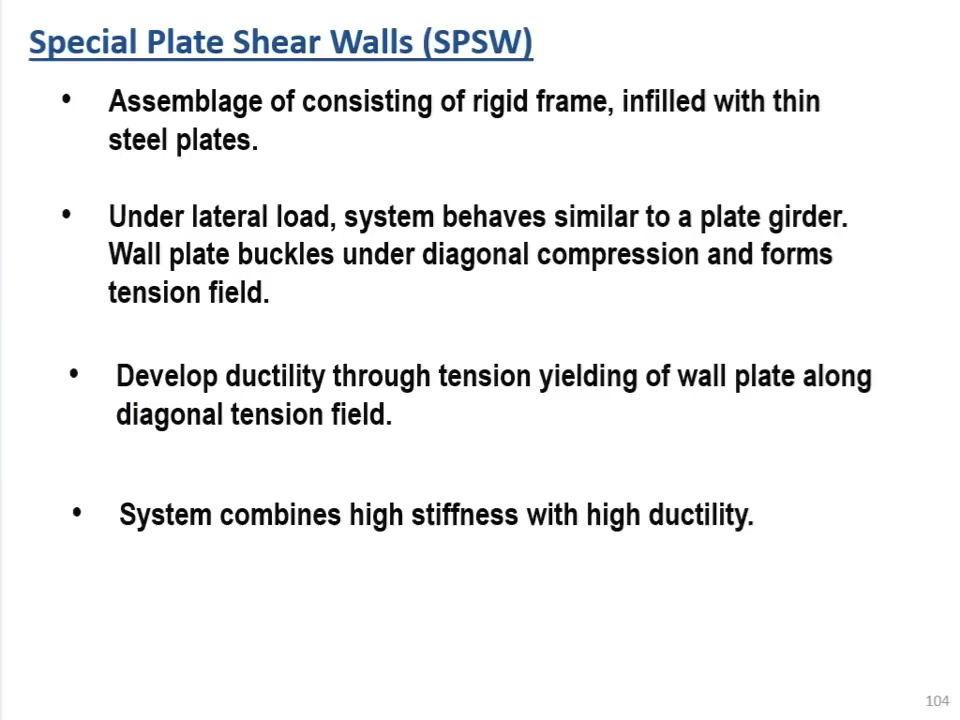 Special Plate Shear Walls (SPSW)
• Assemblage of consisting of rigid frame, infilled with thin
steel plates.
• Under lateral load, system behaves similar to a plate girder.
Wall plate buckles under diagonal compression and forms
tension field.
• Develop ductility through tension yielding of wall plate along
diagonal tension field.
• System combines high stiffness with high ductility.
104